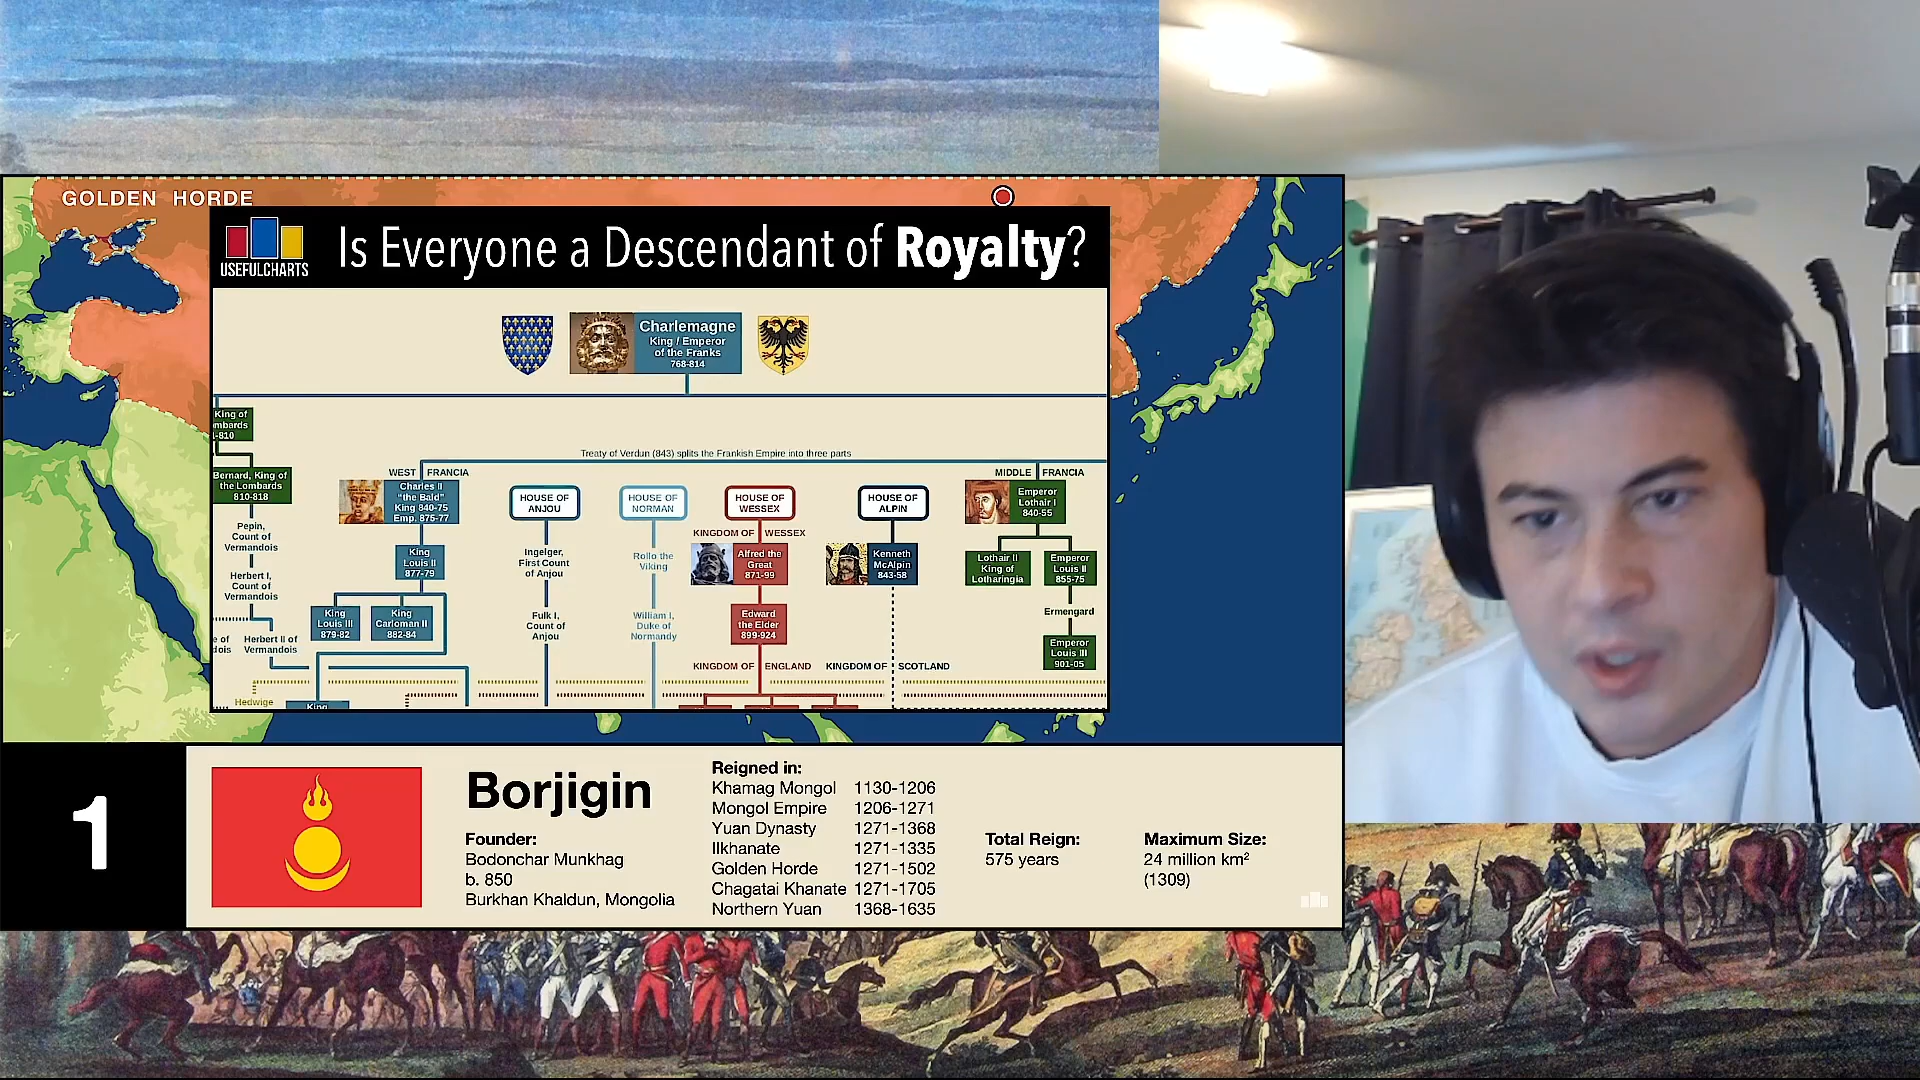 GOLDEN HORDE
USEFULCHARTS
Is Everyone a Descendant of Royalty?
Charlemagne
King / Emperor
of the Franks
768-814
King of
mbards
-810
Treaty of Verdun (843) splits the Frankish Empire into three parts
WEST FRANCIA
MIDDLE FRANCIA
Bernard, King of
the Lombards
810-818
Charles II
"the Bald"
King 840-75
Emp. 875-77
HOUSE OF
ANJOU
HOUSE OF
NORMAN
HOUSE OF
WESSEX
HOUSE OF
ALPIN
Emperor
Lothair I
840-55
Pepin,
Count of
Vermandois
King
Louis II
877-79
Ingelger,
First Count
of Anjou
Rollo the
Viking
KINGDOM OF WESSEX
Alfred the
Great
871-99
Kenneth
McAlpin
843-58
Lothair II
King of
Lotharingia
Emperor
Louis II
855-75
Herbert I,
Count of
Vermandois
King
Louis III
879-82
King
Carloman II
882-84
Fulk I,
Count of
Anjou
William I,
Duke of
Normandy
Edward
the Elder
899-924
Ermengard
Emperor
Louis III
901-05
e of
dois
Herbert II of
Vermandois
KINGDOM OF ENGLAND
KINGDOM OF SCOTLAND
Hedwige
King
1
Borjigin
Founder:
Bodonchar Munkhag
b. 850
Burkhan Khaldun, Mongolia
Reigned in:
Khamag Mongol 1130-1206
Mongol Empire 1206-1271
Yuan Dynasty 1271-1368
Ilkhanate 1271-1335
Golden Horde 1271-1502
Chagatai Khanate 1271-1705
Northern Yuan 1368-1635
Total Reign:
575 years
Maximum Size:
24 million km²
(1309)